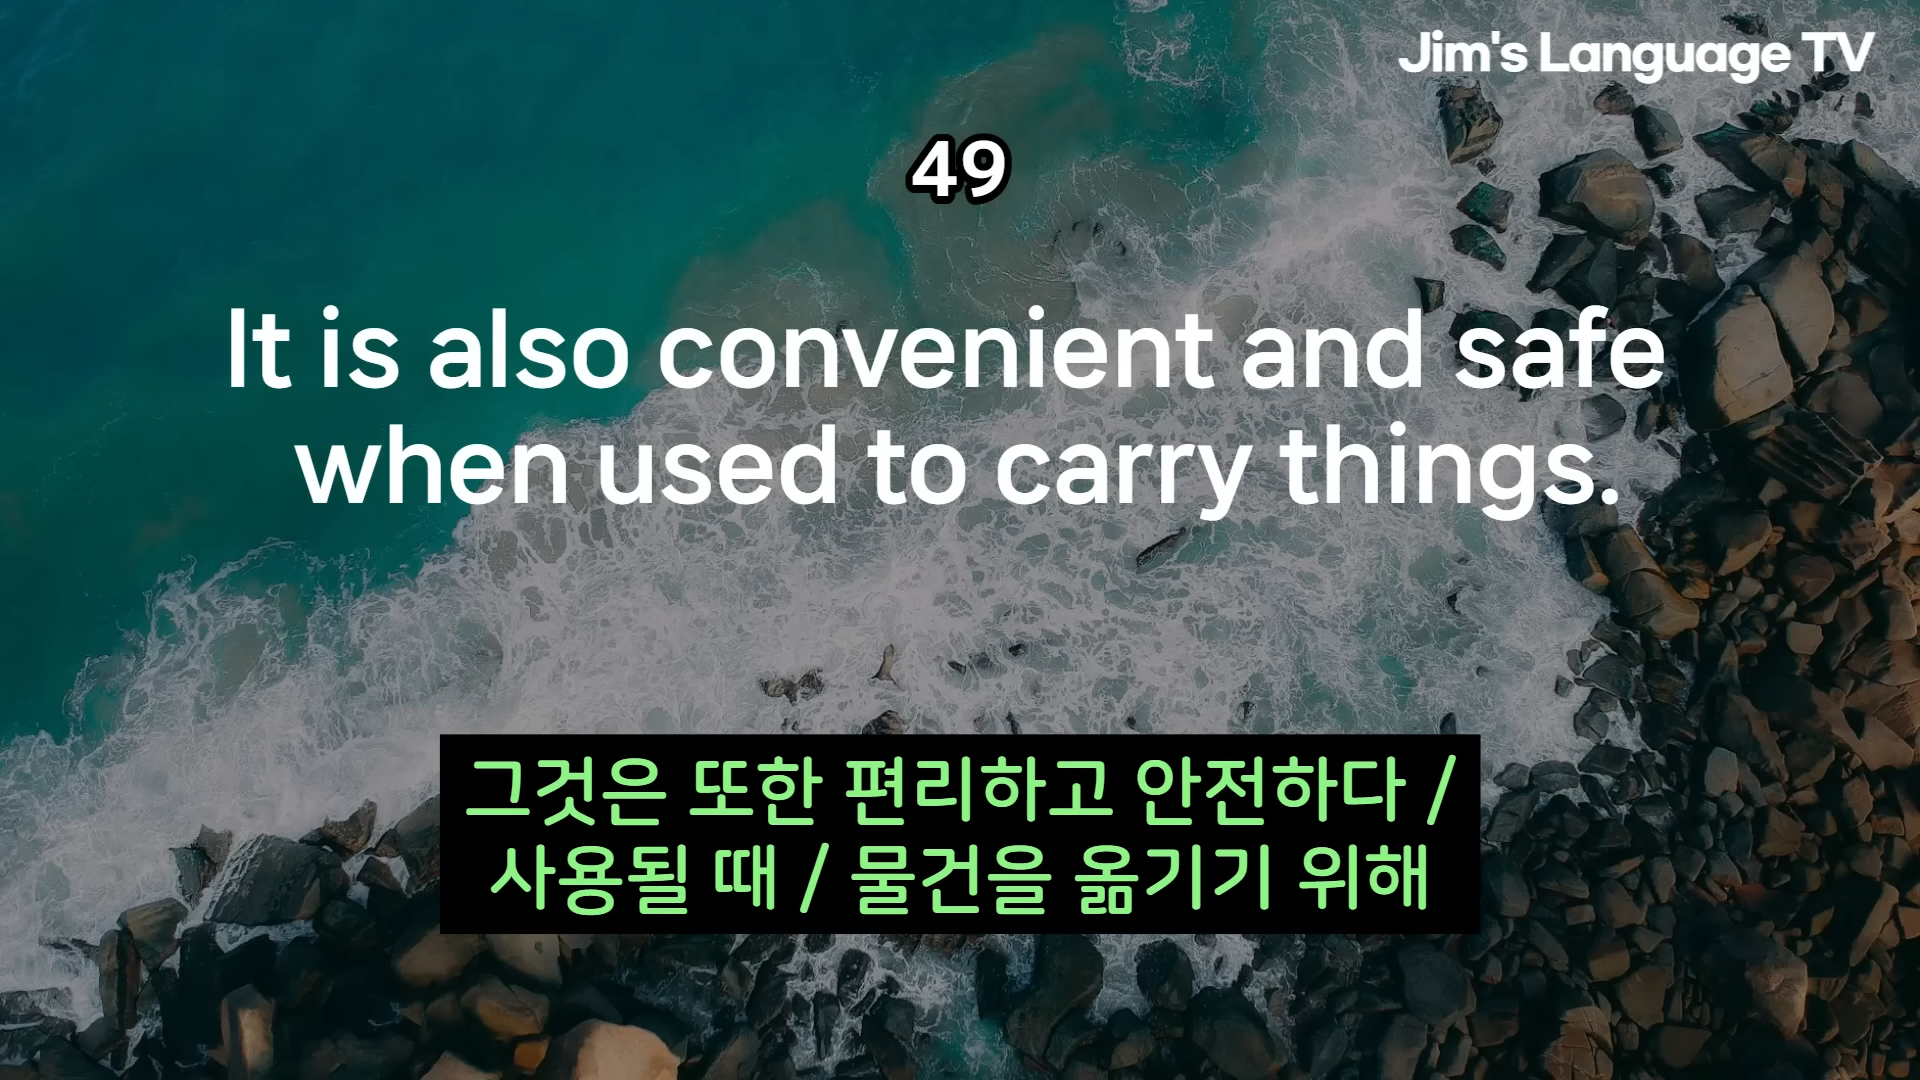 Jim's Language TV
49
It is also convenient and safe
when used to carry things.
그것은 또한 편리하고 안전하다 /
사용될 때 / 물건을 옮기기 위해